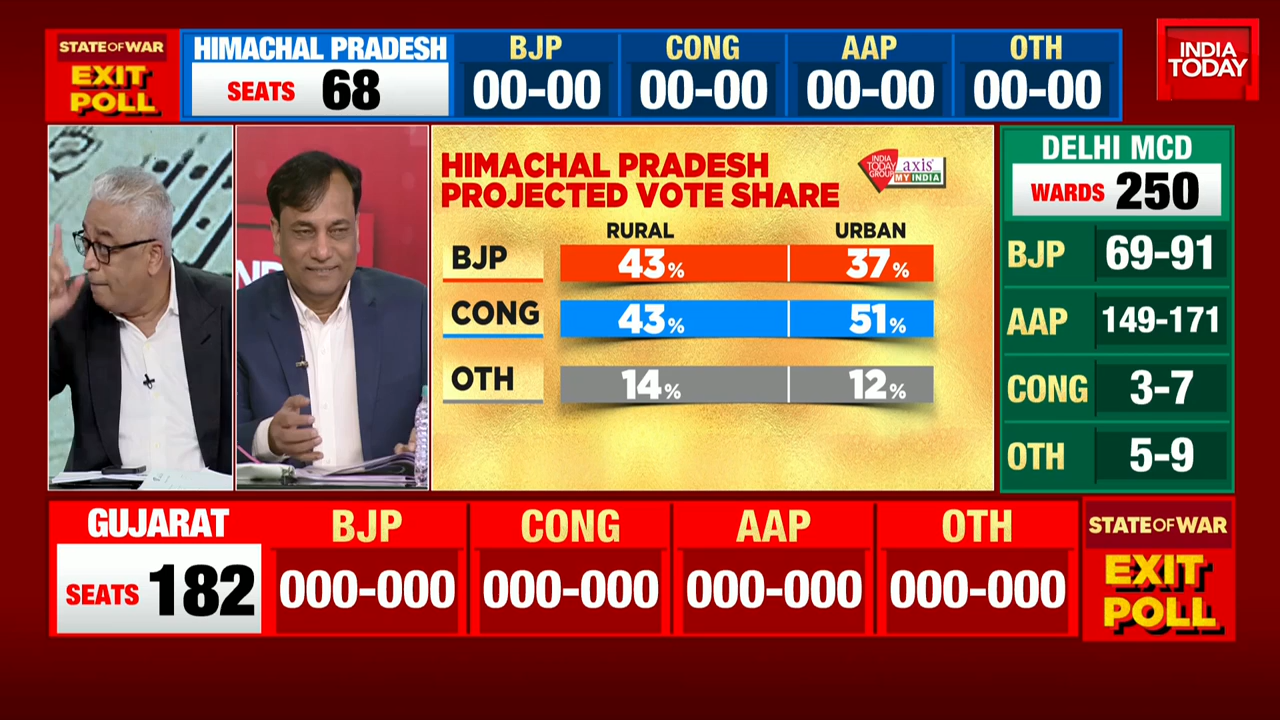 STATE OF WAR
EXIT
POLL
HIMACHAL PRADESH
SEATS 68
BJP
00-00
CONG
00-00
AAP
00-00
OTH
00-00
INDIA
TODAY
HIMACHAL PRADESH
PROJECTED VOTE SHARE
INDIA
TODAY
GROUP
axis
MY INDIA
RURAL URBAN
BJP 43% 37%
CONG 43% 51%
OTH 14% 12%
DELHI MCD
WARDS 250
BJP 69-91
AAP 149-171
CONG 3-7
OTH 5-9
GUJARAT
SEATS 182
BJP
000-000
CONG
000-000
AAP
000-000
OTH
000-000
STATE OF WAR
EXIT
POLL